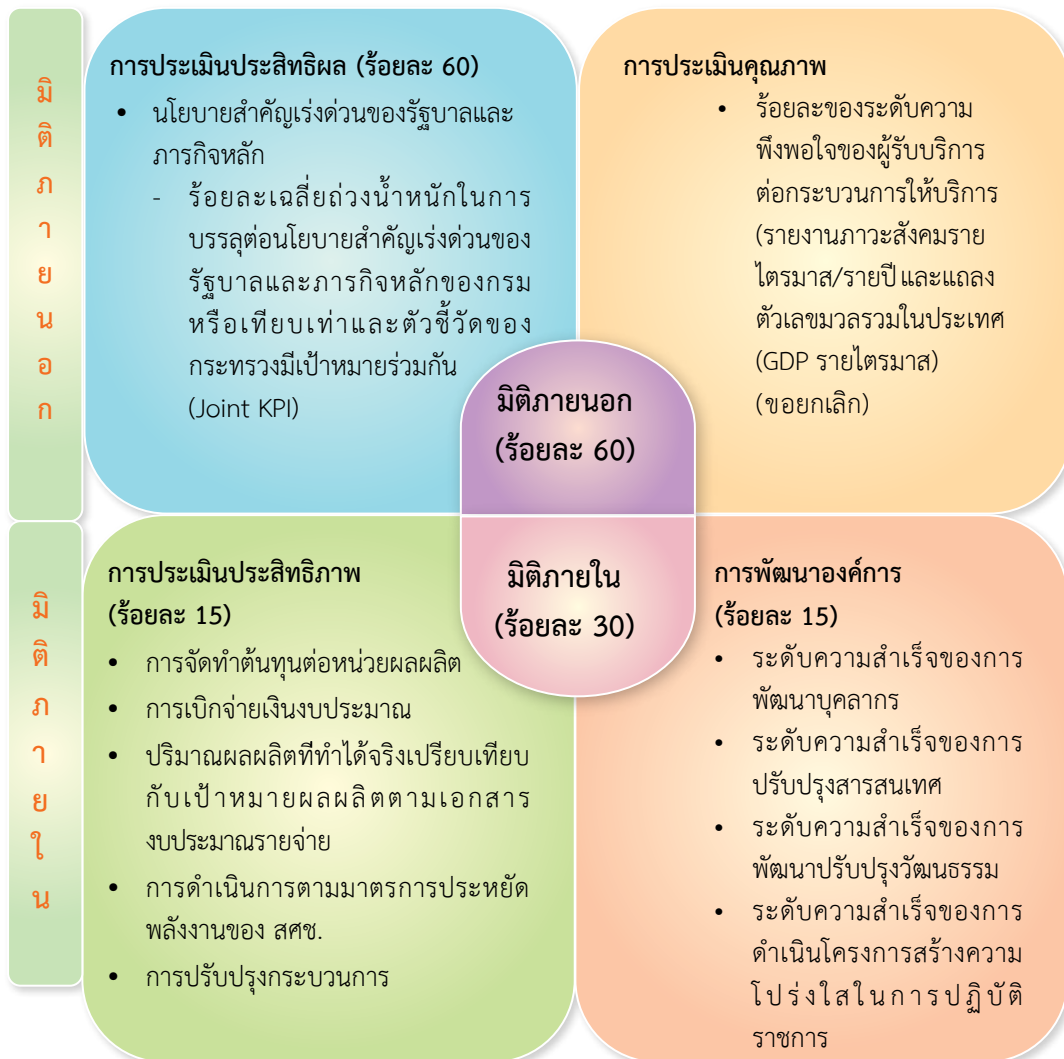 มิติภายนอก
การประเมินประสิทธิผล (ร้อยละ 60)
• นโยบายสำคัญเร่งด่วนของรัฐบาลและ
ภารกิจหลัก
- ร้อยละเฉลี่ยถ่วงน้ำหนักในการ
บรรลุต่อนโยบายสำคัญเร่งด่วนของ
รัฐบาลและภารกิจหลักของกรม
หรือเทียบเท่าและตัวชี้วัดของ
กระทรวงมีเป้าหมายร่วมกัน
(Joint KPI)
การประเมินคุณภาพ
• ร้อยละของระดับความ
พึงพอใจของผู้รับบริการ
ต่อกระบวนการให้บริการ
(รายงานภาวะสังคมราย
ไตรมาส/รายปี และแถลง
ตัวเลขมวลรวมในประเทศ
(GDP รายไตรมาส)
(ขอยกเลิก)
มิติภายนอก
(ร้อยละ 60)
มิติภายใน
(ร้อยละ 30)
มิติภายใน
การประเมินประสิทธิภาพ
(ร้อยละ 15)
• การจัดทำต้นทุนต่อหน่วยผลผลิต
• การเบิกจ่ายเงินงบประมาณ
• ปริมาณผลผลิตที่ทำได้จริงเปรียบเทียบ
กับเป้าหมายผลผลิตตามเอกสาร
งบประมาณรายจ่าย
• การดำเนินการตามมาตรการประหยัด
พลังงานของ สศช.
• การปรับปรุงกระบวนการ
การพัฒนาองค์การ
(ร้อยละ 15)
• ระดับความสำเร็จของการ
พัฒนาบุคลากร
• ระดับความสำเร็จของการ
ปรับปรุงสารสนเทศ
• ระดับความสำเร็จของการ
พัฒนาปรับปรุงวัฒนธรรม
• ระดับความสำเร็จของการ
ดำเนินโครงการสร้างความ
โปร่งใสในการปฏิบัติ
ราชการ